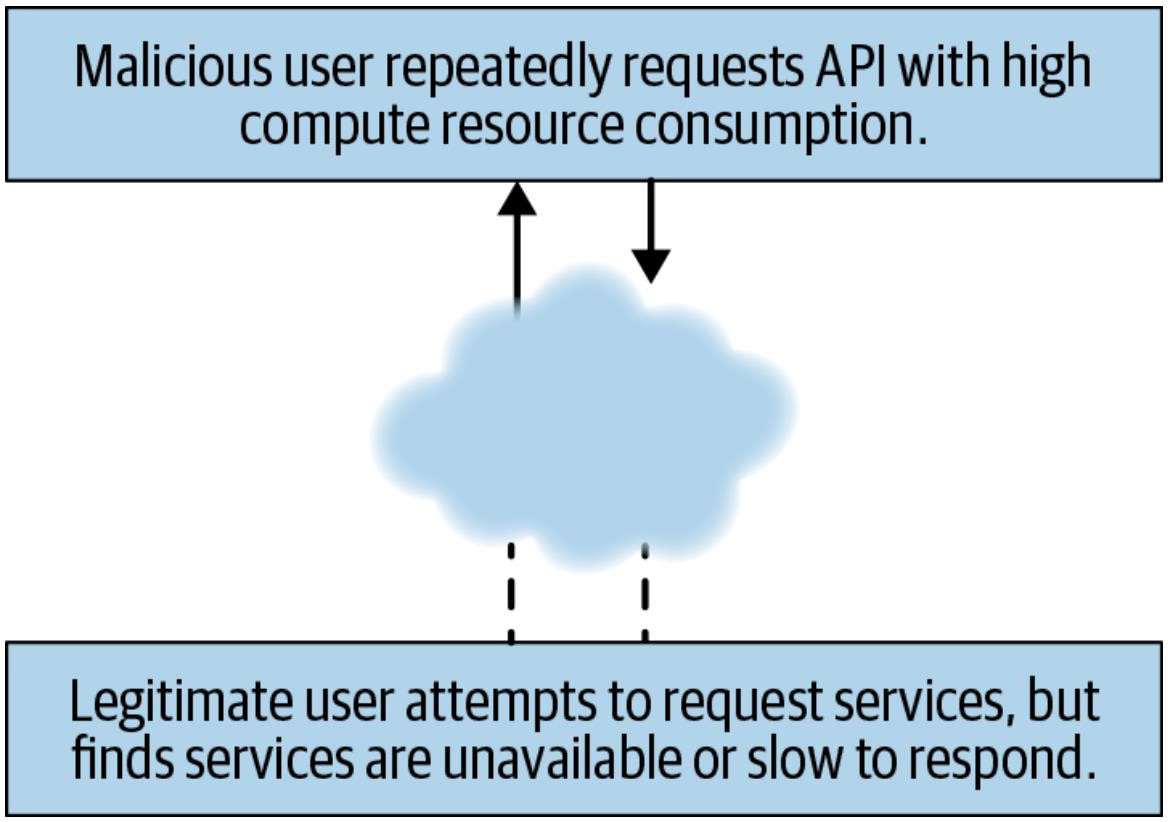 Malicious user repeatedly requests API with high
compute resource consumption.
Legitimate user attempts to request services, but
finds services are unavailable or slow to respond.